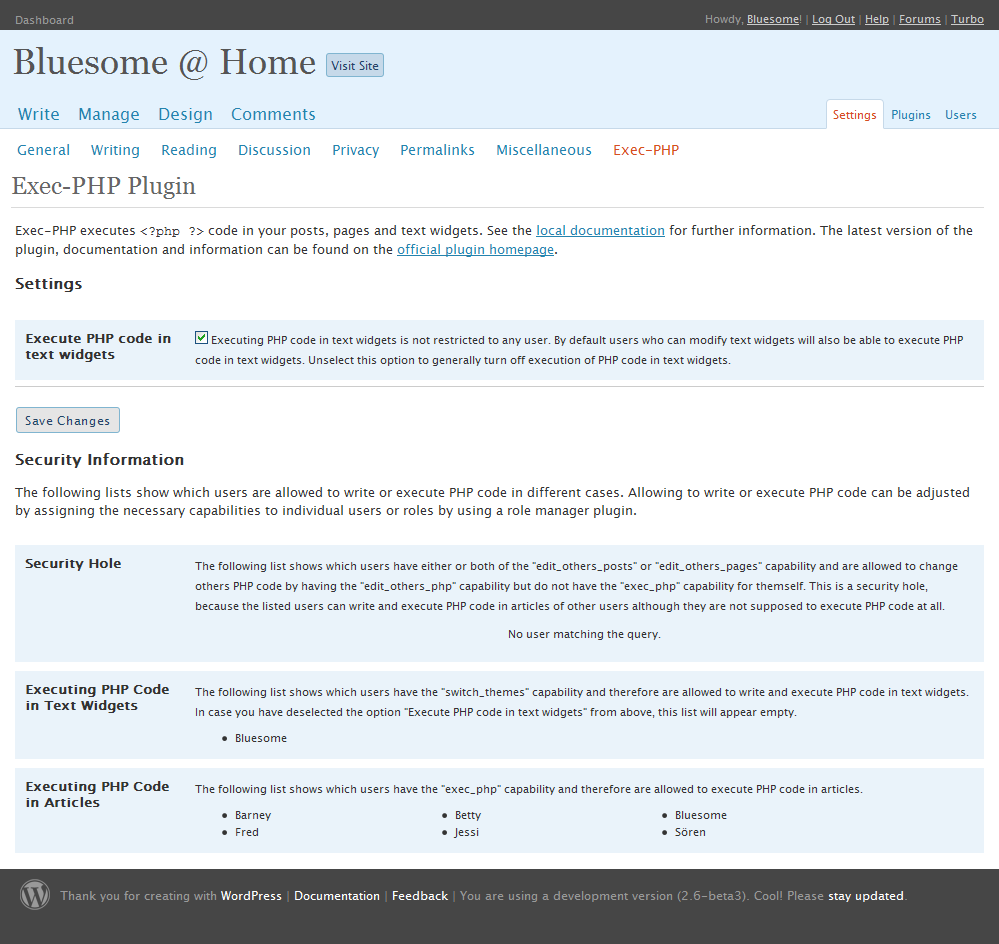 Dashboard
Howdy, Bluesome! | Log Out | Help | Forums | Turbo
Bluesome @ Home
Visit Site
Write Manage Design Comments
Settings Plugins Users
General Writing Reading Discussion Privacy Permalinks Miscellaneous Exec-PHP
Exec-PHP Plugin
Exec-PHP executes <?php ?> code in your posts, pages and text widgets. See the local documentation for further information. The latest version of the
plugin, documentation and information can be found on the official plugin homepage.
Settings
Execute PHP code in
text widgets
Executing PHP code in text widgets is not restricted to any user. By default users who can modify text widgets will also be able to execute PHP
code in text widgets. Unselect this option to generally turn off execution of PHP code in text widgets.
Save Changes
Security Information
The following lists show which users are allowed to write or execute PHP code in different cases. Allowing to write or execute PHP code can be adjusted
by assigning the necessary capabilities to individual users or roles by using a role manager plugin.
Security Hole
The following list shows which users have either or both of the "edit_others_posts" or "edit_others_pages" capability and are allowed to change
others PHP code by having the "edit_others_php" capability but do not have the "exec_php" capability for themself. This is a security hole,
because the listed users can write and execute PHP code in articles of other users although they are not supposed to execute PHP code at all.
No user matching the query.
Executing PHP Code
in Text Widgets
The following list shows which users have the "switch_themes" capability and therefore are allowed to write and execute PHP code in text widgets.
In case you have deselected the option "Execute PHP code in text widgets" from above, this list will appear empty.
• Bluesome
Executing PHP Code
in Articles
The following list shows which users have the "exec_php" capability and therefore are allowed to execute PHP code in articles.
• Barney • Betty • Bluesome
• Fred • Jessi • Sören
Thank you for creating with WordPress | Documentation | Feedback | You are using a development version (2.6-beta3). Cool! Please stay updated.